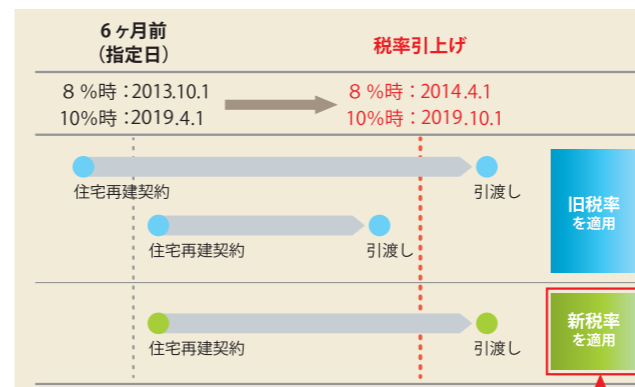 6ヶ月前
（指定日）
税率引上げ
8％時：2013.10.1
10%時：2019.4.1
8％時：2014.4.1
10%時：2019.10.1
住宅再建契約
引渡し
住宅再建契約
引渡し
旧税率
を適用
住宅再建契約
引渡し
新税率
を適用